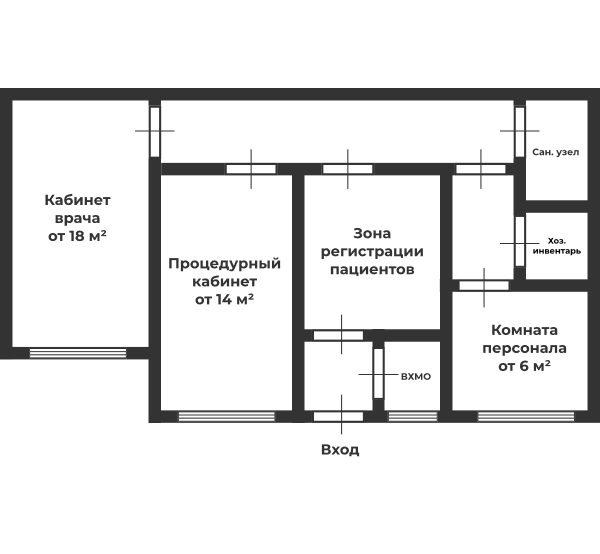 Кабинет
врача
от 18 м²
Процедурный
кабинет
от 14 м²
Зона
регистрации
пациентов
Сан. узел
Хоз.
инвентарь
Комната
персонала
от 6 м²
ВХМО
Вход